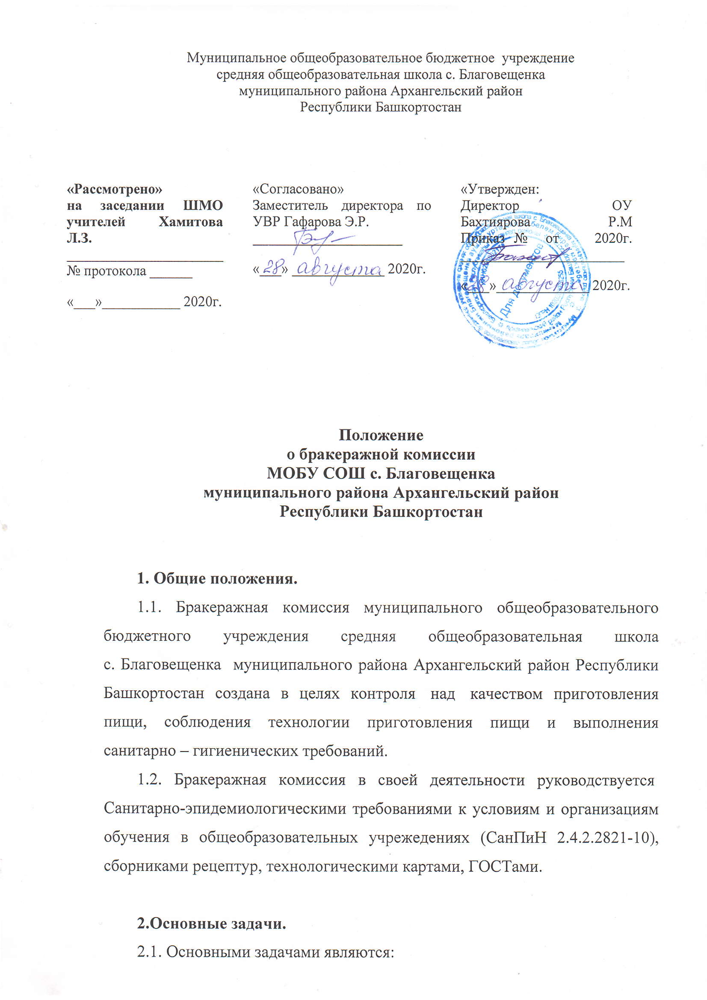 Муниципальное общеобразовательное бюджетное учреждение
средняя общеобразовательная школа с. Благовещенка
муниципального района Архангельский район
Республики Башкортостан
«Рассмотрено»
на заседании ШМО
учителей Хамитова
Л.З.
№ протокола ______
«___»___________ 2020г.
«Согласовано»
Заместитель директора по
УВР Гафарова Э.Р.
«28» августа 2020г.
«Утвержден:
Директор ОУ
Бахтиярова Р.М
Приказ № от 2020г.
«28» августа 2020г.
Для документов
Положение
о бракеражной комиссии
МОБУ СОШ с. Благовещенка
муниципального района Архангельский район
Республики Башкортостан
1. Общие положения.
1.1. Бракеражная комиссия муниципального общеобразовательного
бюджетного учреждения средняя общеобразовательная школа
с. Благовещенка муниципального района Архангельский район Республики
Башкортостан создана в целях контроля над качеством приготовления
пищи, соблюдения технологии приготовления пищи и выполнения
санитарно – гигиенических требований.
1.2. Бракеражная комиссия в своей деятельности руководствуется
Санитарно-эпидемиологическими требованиями к условиям и организациям
обучения в общеобразовательных учрежедениях (СанПиН 2.4.2.2821-10),
сборниками рецептур, технологическими картами, ГОСТами.
2.Основные задачи.
2.1. Основными задачами являются: